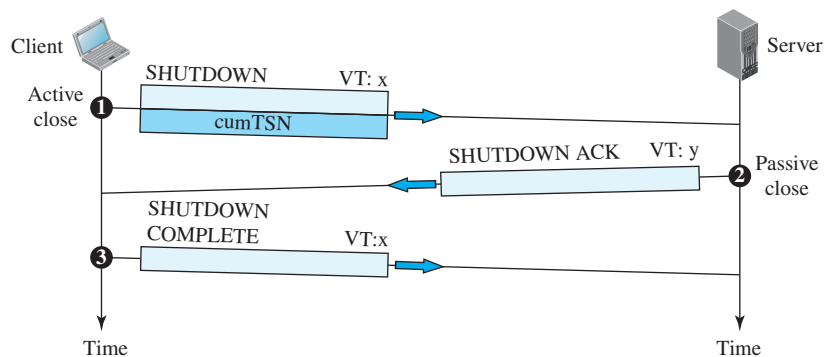 Client
Server
SHUTDOWN VT: x
Active
close
1
cumTSN
SHUTDOWN ACK VT: y
2
Passive
close
SHUTDOWN
COMPLETE VT:x
3
Time
Time